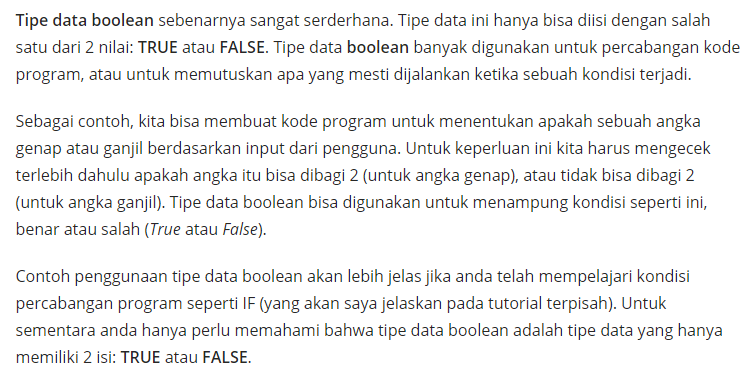 Tipe data boolean sebenarnya sangat serderhana. Tipe data ini hanya bisa diisi dengan salah
satu dari 2 nilai: TRUE atau FALSE. Tipe data boolean banyak digunakan untuk percabangan kode
program, atau untuk memutuskan apa yang mesti dijalankan ketika sebuah kondisi terjadi.
Sebagai contoh, kita bisa membuat kode program untuk menentukan apakah sebuah angka
genap atau ganjil berdasarkan input dari pengguna. Untuk keperluan ini kita harus mengecek
terlebih dahulu apakah angka itu bisa dibagi 2 (untuk angka genap), atau tidak bisa dibagi 2
(untuk angka ganjil). Tipe data boolean bisa digunakan untuk menampung kondisi seperti ini,
benar atau salah (True atau False).
Contoh penggunaan tipe data boolean akan lebih jelas jika anda telah mempelajari kondisi
percabangan program seperti IF (yang akan saya jelaskan pada tutorial terpisah). Untuk
sementara anda hanya perlu memahami bahwa tipe data boolean adalah tipe data yang hanya
memiliki 2 isi: TRUE atau FALSE.